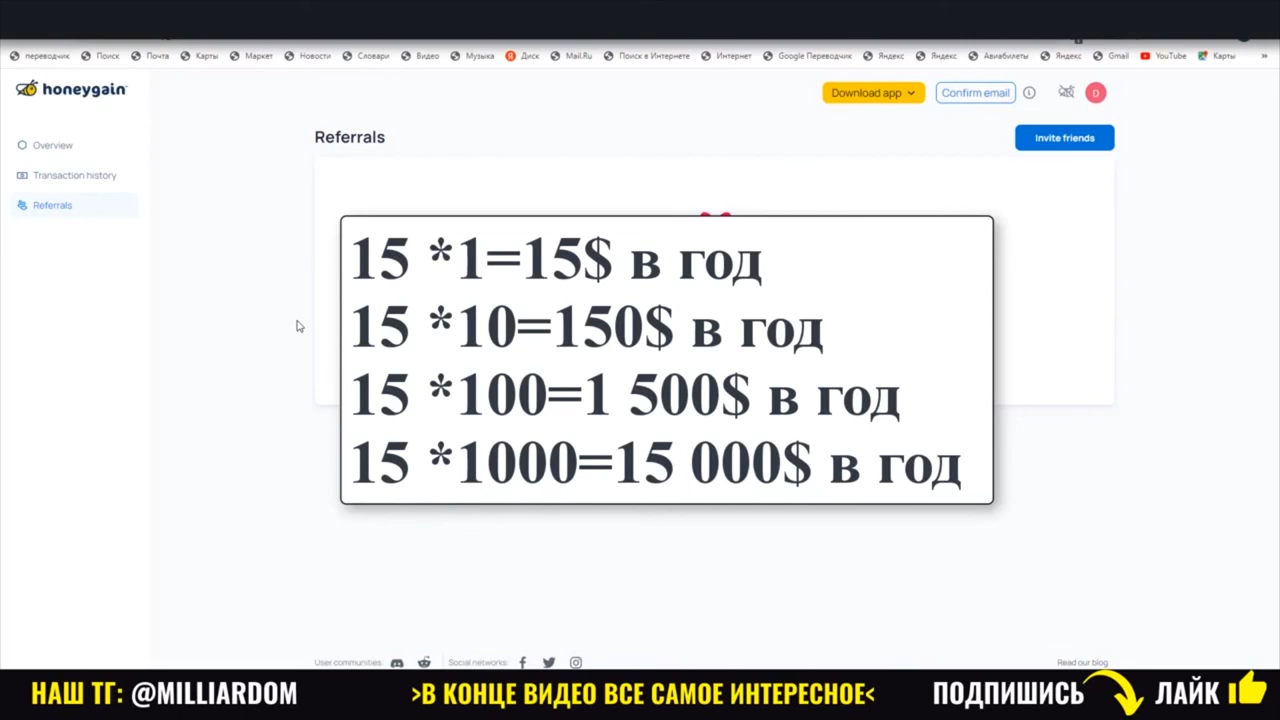 переводчик Поиск Почта Карты Маркет Новости Словари Видео Музыка Диск Mail.Ru Поиск в Интернете Интернет Google Переводчик Яндекс Яндекс Авиабилеты Яндекс Gmail YouTube Карты »
honeygain
Download app
Confirm email
D
Overview
Transaction history
Referrals
Referrals
Invite friends
15 *1=15$ в год
15 *10=150$ в год
15 *100=1 500$ в год
15 *1000=15 000$ в год
User communities:
Social networks:
Read our blog
НАШ ТГ: @MILLIARDOM
>В КОНЦЕ ВИДЕО ВСЕ САМОЕ ИНТЕРЕСНОЕ<
ПОДПИШИСЬ
ЛАЙК